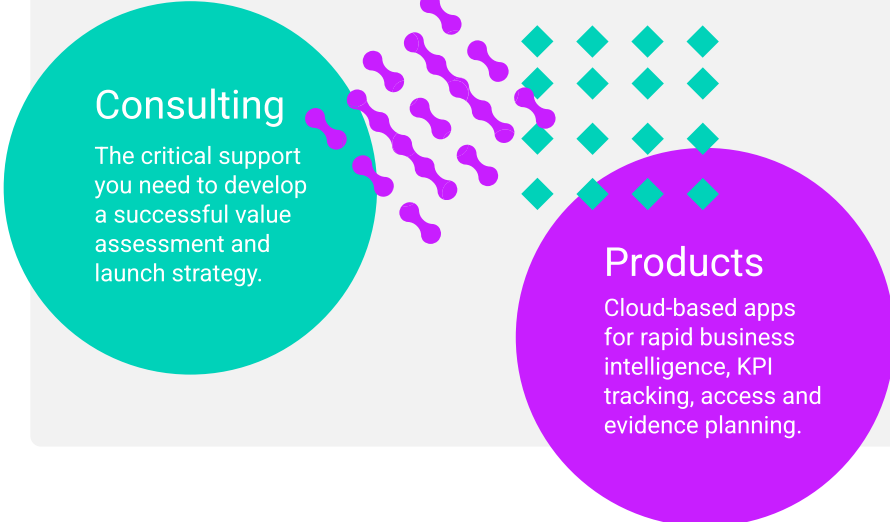 Consulting
The critical support
you need to develop
a successful value
assessment and
launch strategy.
Products
Cloud-based apps
for rapid business
intelligence, KPI
tracking, access and
evidence planning.